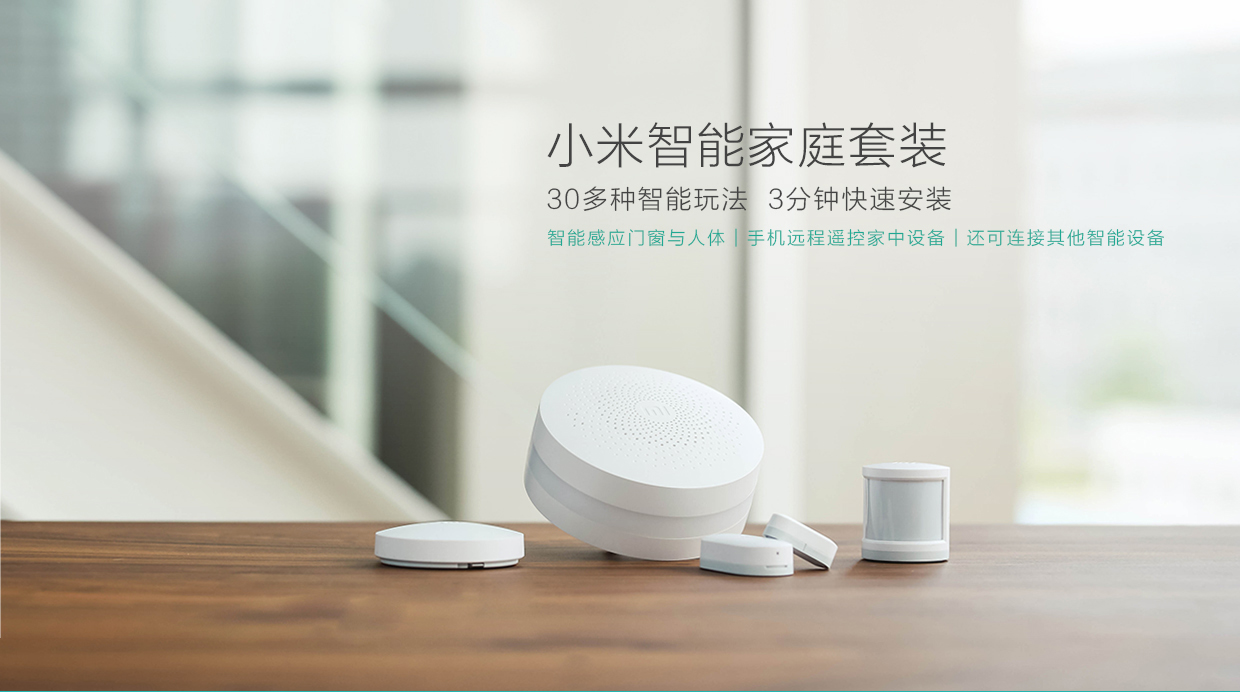 小米智能家庭套装
30多种智能玩法 3分钟快速安装
智能感应门窗与人体 | 手机远程遥控家中设备 | 还可连接其他智能设备